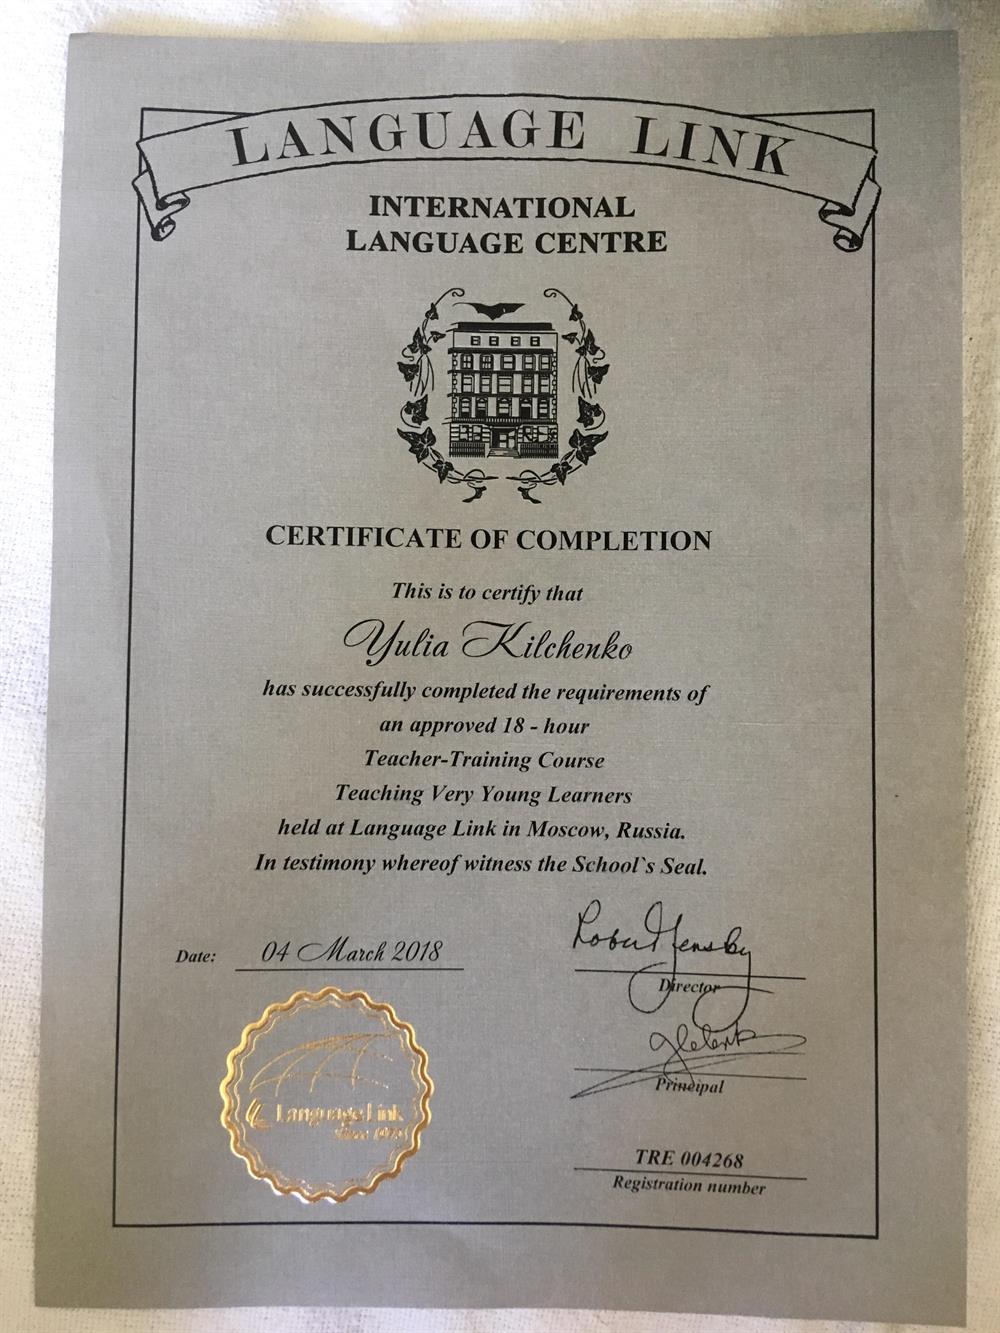 LANGUAGE LINK
INTERNATIONAL
LANGUAGE CENTRE
CERTIFICATE OF COMPLETION
This is to certify that
Yulia Kilchenko
has successfully completed the requirements of
an approved 18 - hour
Teacher-Training Course
Teaching Very Young Learners
held at Language Link in Moscow, Russia.
In testimony whereof witness the School`s Seal.
Date: 04 March 2018
Director
Principal
Language Link
Since
TRE 004268
Registration number